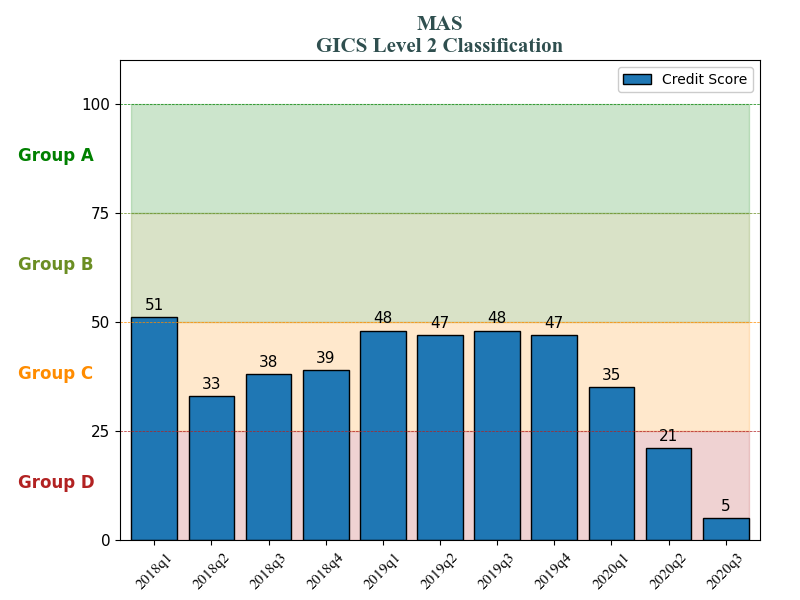 MAS
GICS Level 2 Classification
Credit Score
100
Group A
75
Group B
50
Group C
25
Group D
0
51
33
38
39
48
47
48
47
35
21
5
2018q1
2018q2
2018q3
2018q4
2019q1
2019q2
2019q3
2019q4
2020q1
2020q2
2020q3